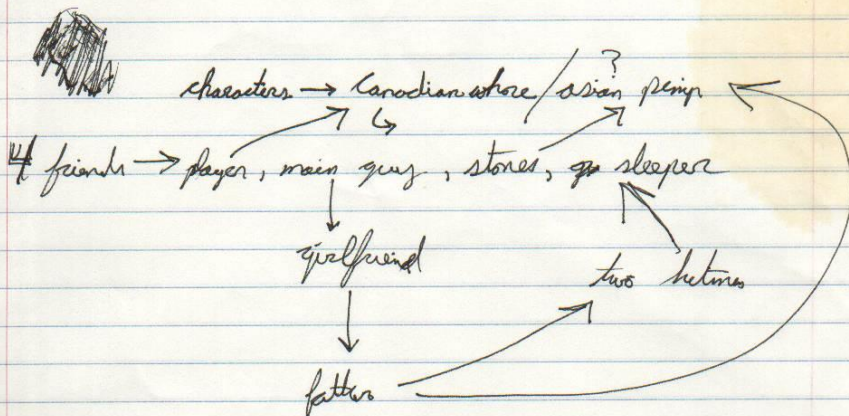 ?
characters → Canadian whore / asian pimp
4 friends → player, main guy, stoner, sleeper
girlfriend
two hitmen
father